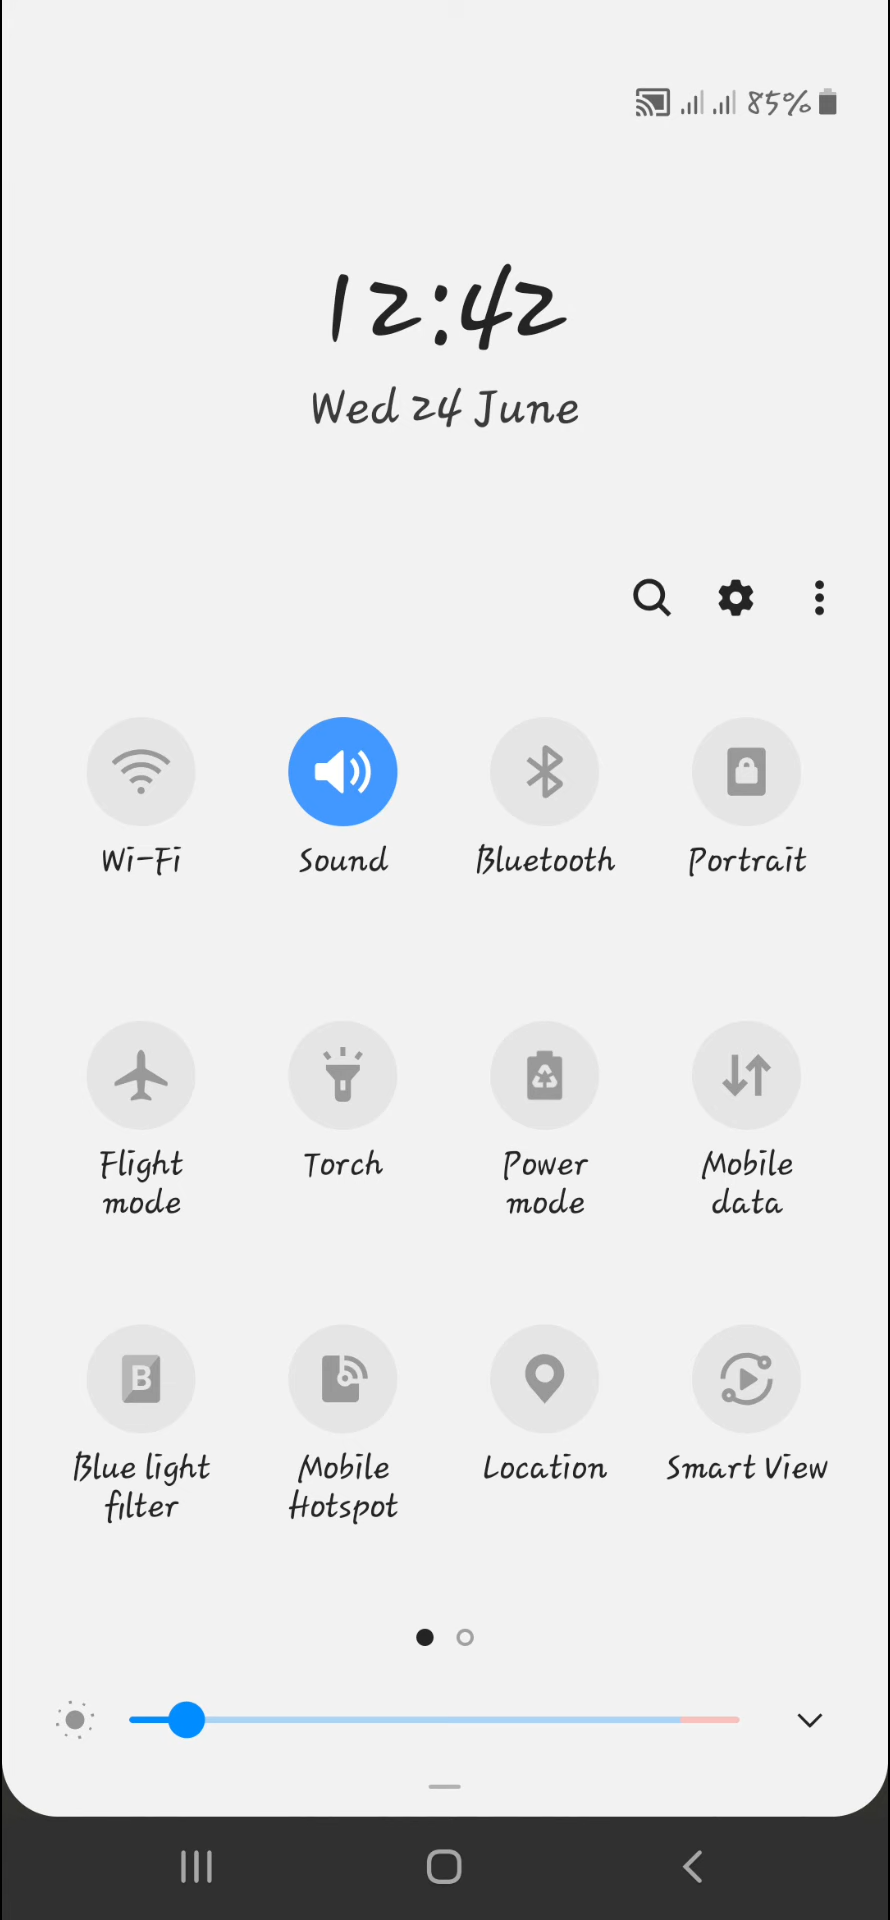 85%
12:42
Wed 24 June
Wi-Fi
Sound
Bluetooth
Portrait
Flight
mode
Torch
Power
mode
Mobile
data
B
Blue light
filter
Mobile
Hotspot
Location
Smart View